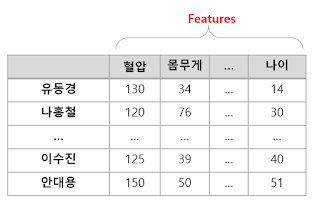 Features
혈압 몸무게 ... 나이
유동경 130 34 ... 14
나홍철 120 76 ... 30
... ... ... ... ...
이수진 125 39 ... 40
안대용 150 50 ... 51